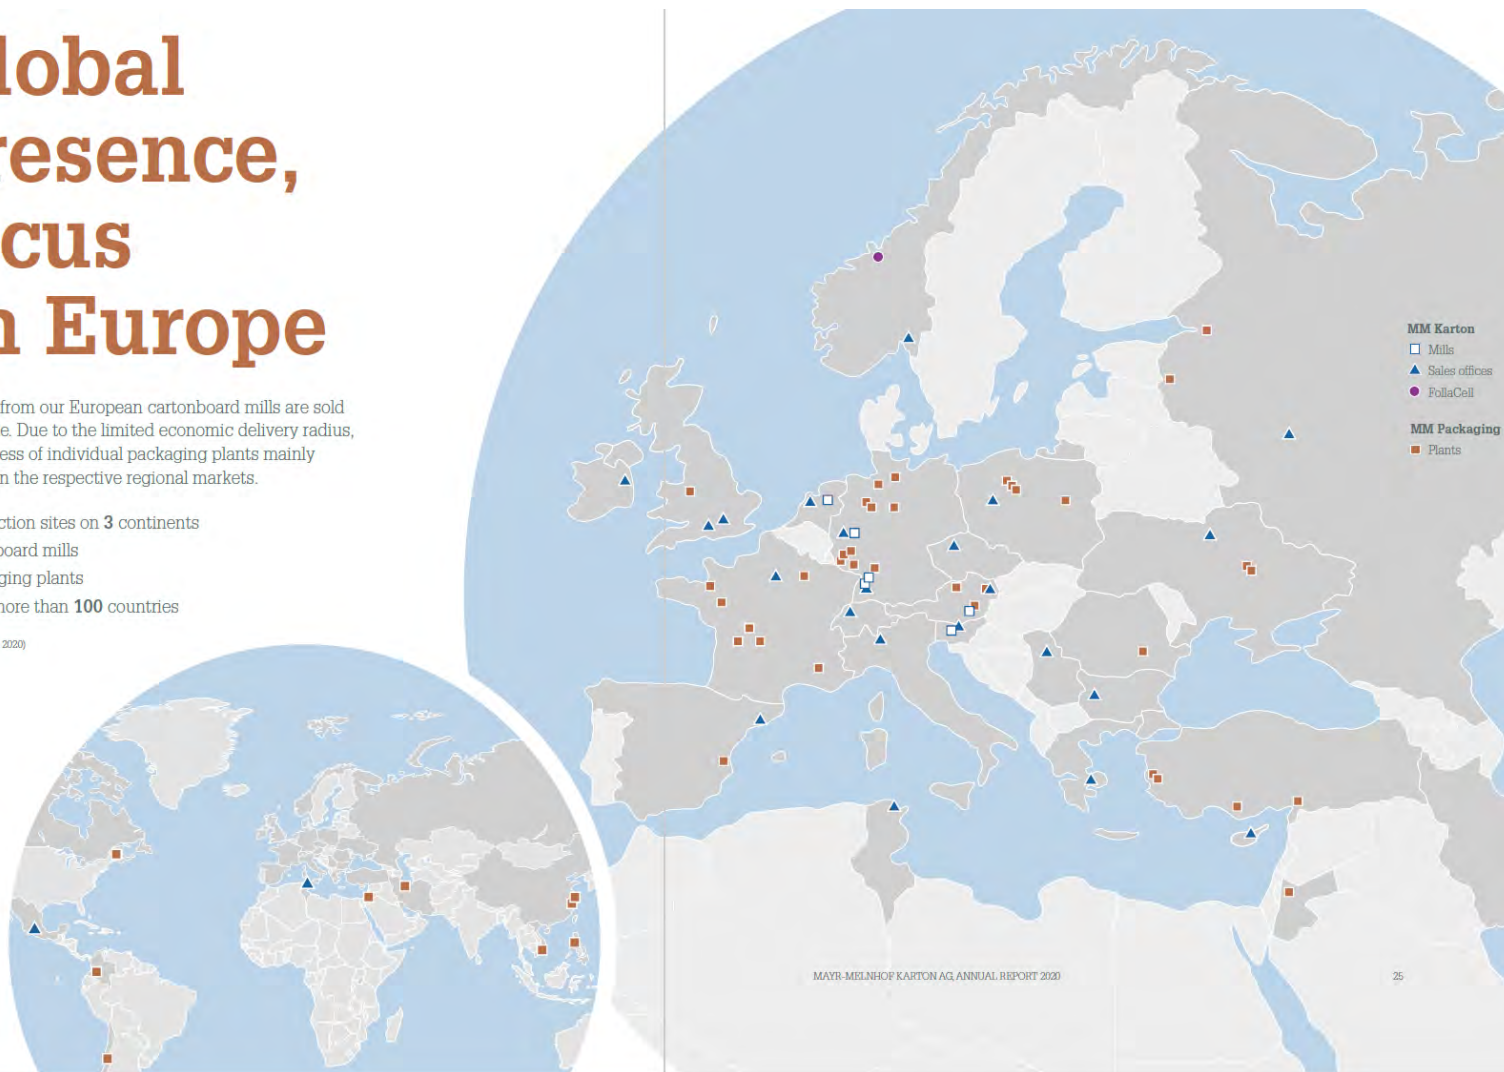 lobal
resence,
cus
n Europe
from our European cartonboard mills are sold
e. Due to the limited economic delivery radius,
ess of individual packaging plants mainly
n the respective regional markets.
ction sites on 3 continents
oard mills
ging plants
more than 100 countries
2020)
MM Karton
Mills
Sales offices
FollaCell
MM Packaging
Plants
MAYR-MELNHOF KARTON AG, ANNUAL REPORT 2020
25